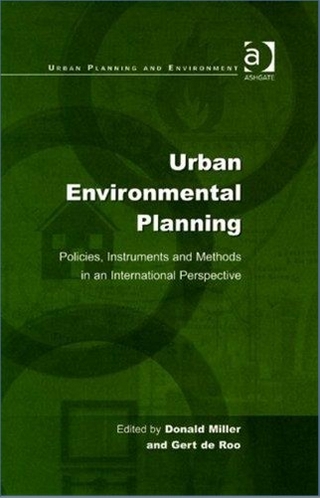 URBAN PLANNING AND ENVIRONMENT
a
ASHGATE
Urban
Environmental
Planning
Policies, Instruments and Methods
in an International Perspective
Edited by Donald Miller
and Gert de Roo